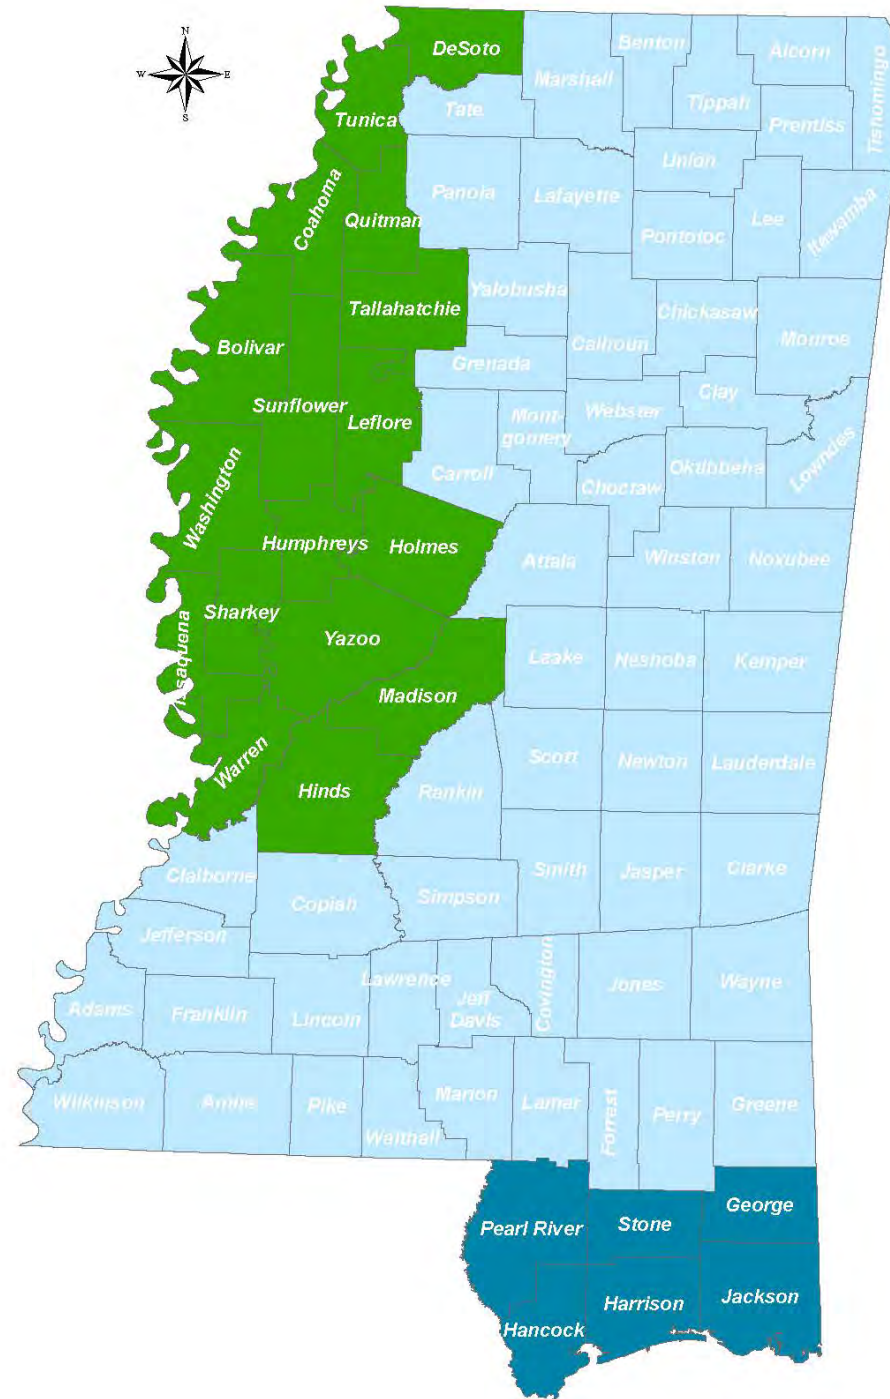 N
W
E
S
DeSoto
Marshall
Benton
Alcorn
Tishomingo
Tippah
Tate
Tunica
Prentiss
Union
Panola
Lafayette
Coahoma
Quitman
Pontotoc
Lee
Itawamba
Yalobusha
Tallahatchie
Chickasaw
Bolivar
Calhoun
Monroe
Grenada
Clay
Sunflower
Leflore
Mont-
gomery
Webster
Lowndes
Carroll
Choctaw
Oktibbeha
Washington
Humphreys
Holmes
Attala
Winston
Noxubee
Sharkey
Issaquena
Yazoo
Leake
Neshoba
Kemper
Madison
Warren
Hinds
Rankin
Scott
Newton
Lauderdale
Claiborne
Copiah
Simpson
Smith
Jasper
Clarke
Jefferson
Lawrence
Covington
Jones
Wayne
Adams
Franklin
Lincoln
Jeff
Davis
Wilkinson
Amite
Pike
Walthall
Marion
Lamar
Forrest
Perry
Greene
Pearl River
Stone
George
Hancock
Harrison
Jackson